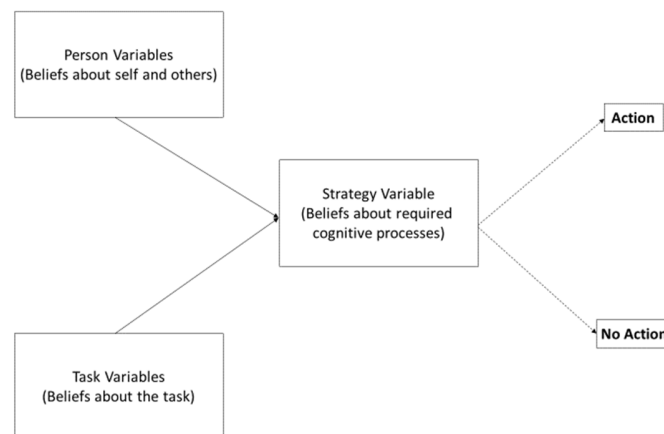 Person Variables
(Beliefs about self and others)
Action
Strategy Variable
(Beliefs about required
cognitive processes)
No Action
Task Variables
(Beliefs about the task)